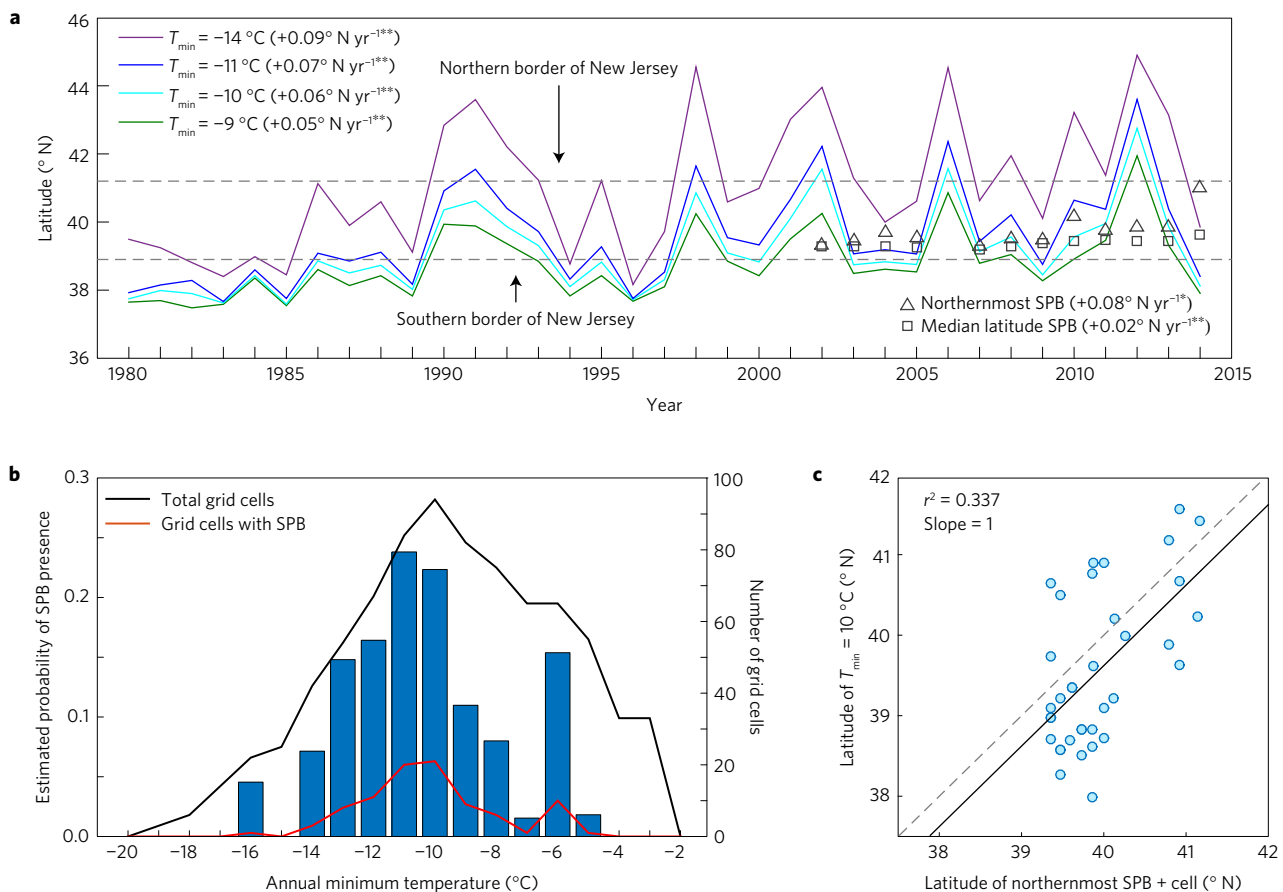 a
46
44
42
40
38
36
Latitude (° N)
T min = −14 °C (+0.09° N yr−1**)
T min = −11 °C (+0.07° N yr−1**)
T min = −10 °C (+0.06° N yr−1**)
T min = −9 °C (+0.05° N yr−1**)
Northern border of New Jersey
Southern border of New Jersey
Northernmost SPB (+0.08° N yr−1*)
Median latitude SPB (+0.02° N yr−1**)
1980 1985 1990 1995 2000 2005 2010 2015
Year
b
0.3
0.2
0.1
0.0
Estimated probability of SPB presence
Total grid cells
Grid cells with SPB
100
80
60
40
20
0
Number of grid cells
−20 −18 −16 −14 −12 −10 −8 −6 −4 −2
Annual minimum temperature (°C)
c
42
41
40
39
38
Latitude of T min = 10 °C (° N)
r2 = 0.337
Slope = 1
38 39 40 41 42
Latitude of northernmost SPB + cell (° N)